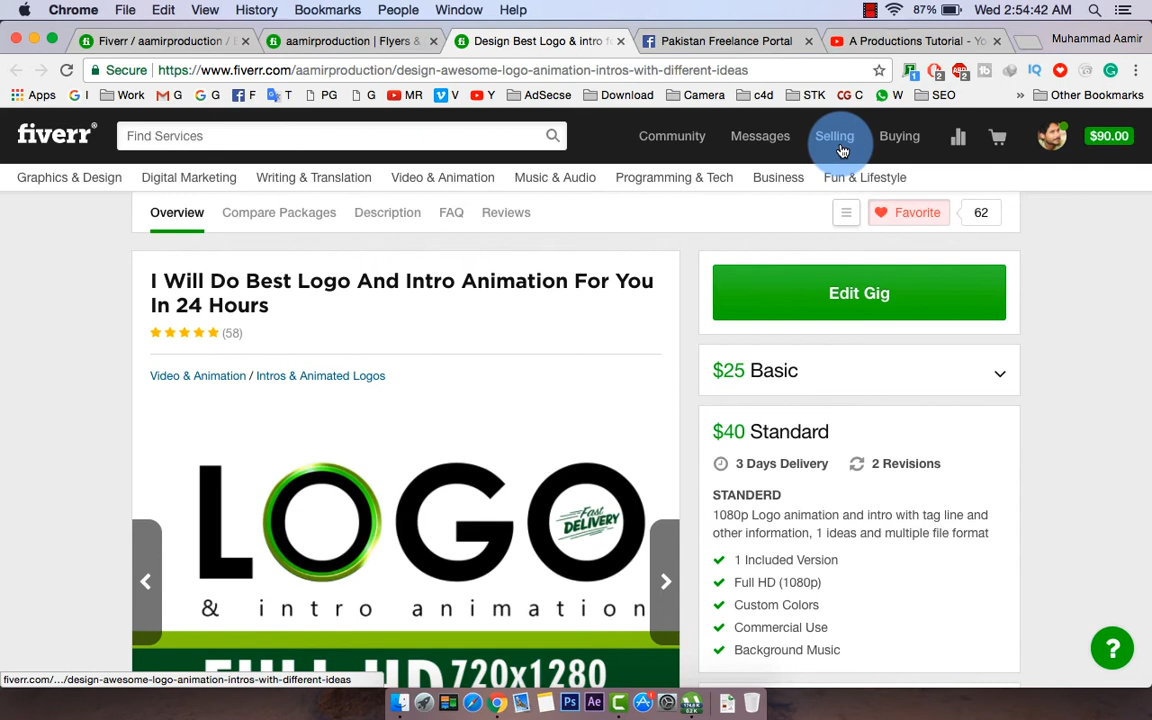 Chrome File Edit View History Bookmarks People Window Help 87% Wed 2:54:42 AM
Fiverr / aamirproduction / E
aamirproduction | Flyers &
Design Best Logo & intro f
Pakistan Freelance Portal
A Productions Tutorial - Yo
Muhammad Aamir
Secure https://www.fiverr.com/aamirproduction/design-awesome-logo-animation-intros-with-different-ideas
Apps G I Work G G F T PG G MR V Y AdSecse Download Camera c4d STK CG C W SEO » Other Bookmarks
fiverr® Find Services Community Messages Selling Buying $90.00
Graphics & Design Digital Marketing Writing & Translation Video & Animation Music & Audio Programming & Tech Business Fun & Lifestyle
Overview Compare Packages Description FAQ Reviews Favorite 62
I Will Do Best Logo And Intro Animation For You
In 24 Hours
(58)
Video & Animation / Intros & Animated Logos
LOGO
Fast
DELIVERY
& intro animation
FULL HD 720x1280
Edit Gig
$25 Basic
$40 Standard
3 Days Delivery 2 Revisions
STANDERD
1080p Logo animation and intro with tag line and
other information, 1 ideas and multiple file format
1 Included Version
Full HD (1080p)
Custom Colors
Commercial Use
Background Music
?
fiverr.com/.../design-awesome-logo-animation-intros-with-different-ideas
Ps Ae